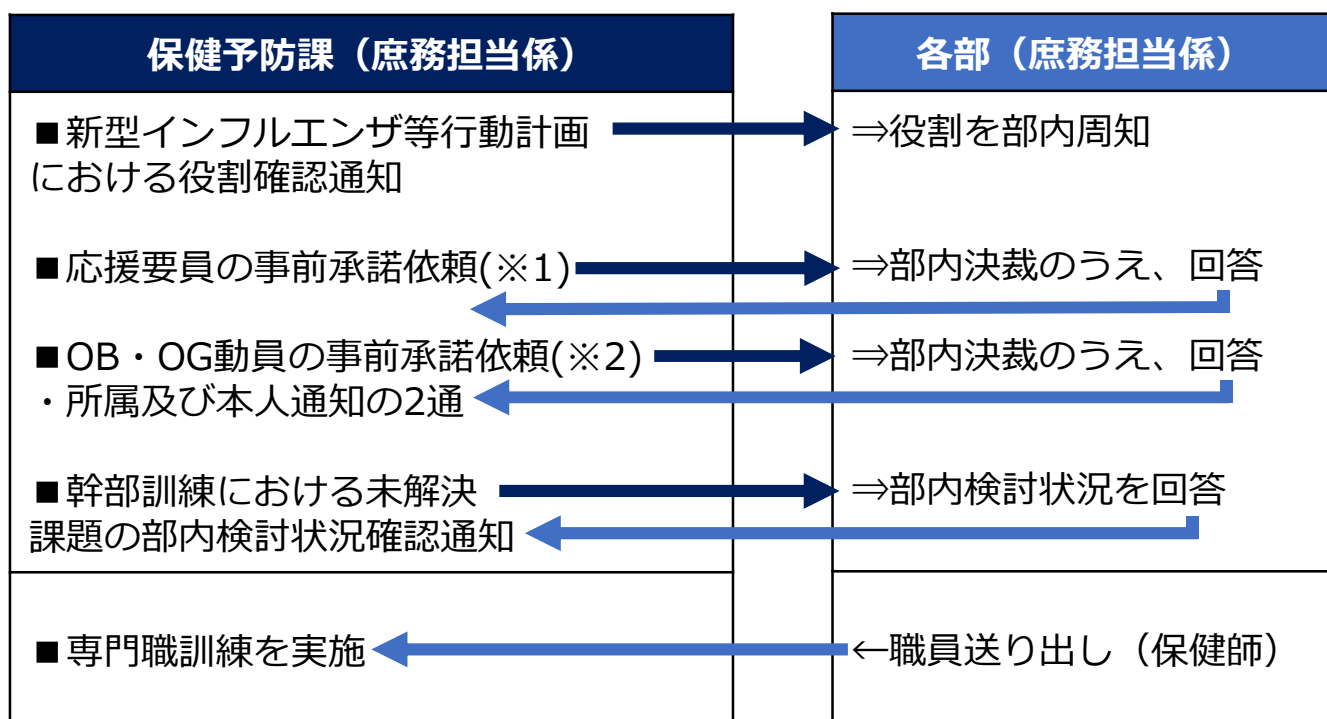 保健予防課（庶務担当係）
各部（庶務担当係）
■新型インフルエンザ等行動計画
における役割確認通知
⇒役割を部内周知
■応援要員の事前承諾依頼(※1)
⇒部内決裁のうえ、回答
■OB・OG動員の事前承諾依頼(※2)
・所属及び本人通知の2通
⇒部内決裁のうえ、回答
■幹部訓練における未解決
課題の部内検討状況確認通知
⇒部内検討状況を回答
■専門職訓練を実施
←職員送り出し（保健師）